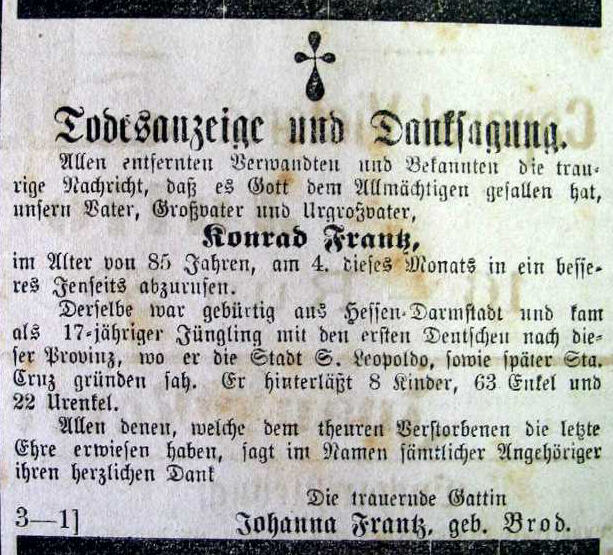 Todesanzeige und Danksagung.
Allen entfernten Verwandten und Bekannten die trau-
rige Nachricht, daß es Gott dem Allmächtigen gefallen hat,
unsern Vater, Großvater und Urgroßvater,
Konrad Frantz,
im Alter von 85 Jahren, am 4. dieses Monats in ein besse-
res Jenseits abzurufen.
Derselbe war gebürtig aus Hessen-Darmstadt und kam
als 17-jähriger Jüngling mit den ersten Deutschen nach die-
ser Provinz, wo er die Stadt S. Leopoldo, sowie später Sta.
Cruz gründen sah. Er hinterläßt 8 Kinder, 63 Enkel und
22 Urenkel.
Allen denen, welche dem theuren Verstorbenen die letzte
Ehre erwiesen haben, sagt im Namen sämtlicher Angehöriger
ihren herzlichen Dank
Die trauernde Gattin
3—1] Johanna Frantz, geb. Brod.